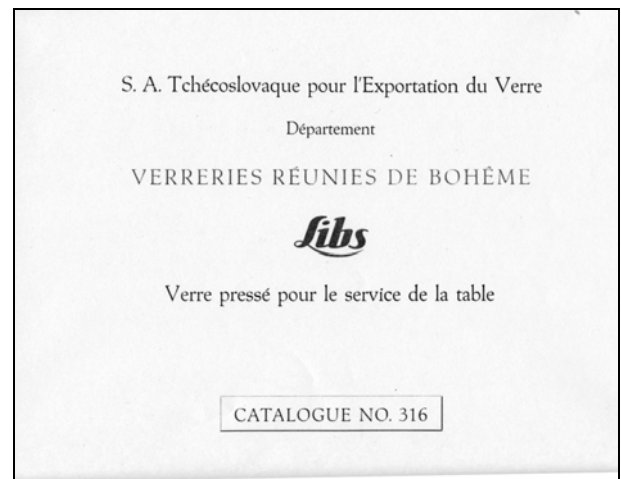 S. A. Tchécoslovaque pour l'Exportation du Verre
Département
VERRERIES RÉUNIES DE BOHÊME
Libs
Verre pressé pour le service de la table
CATALOGUE NO. 316